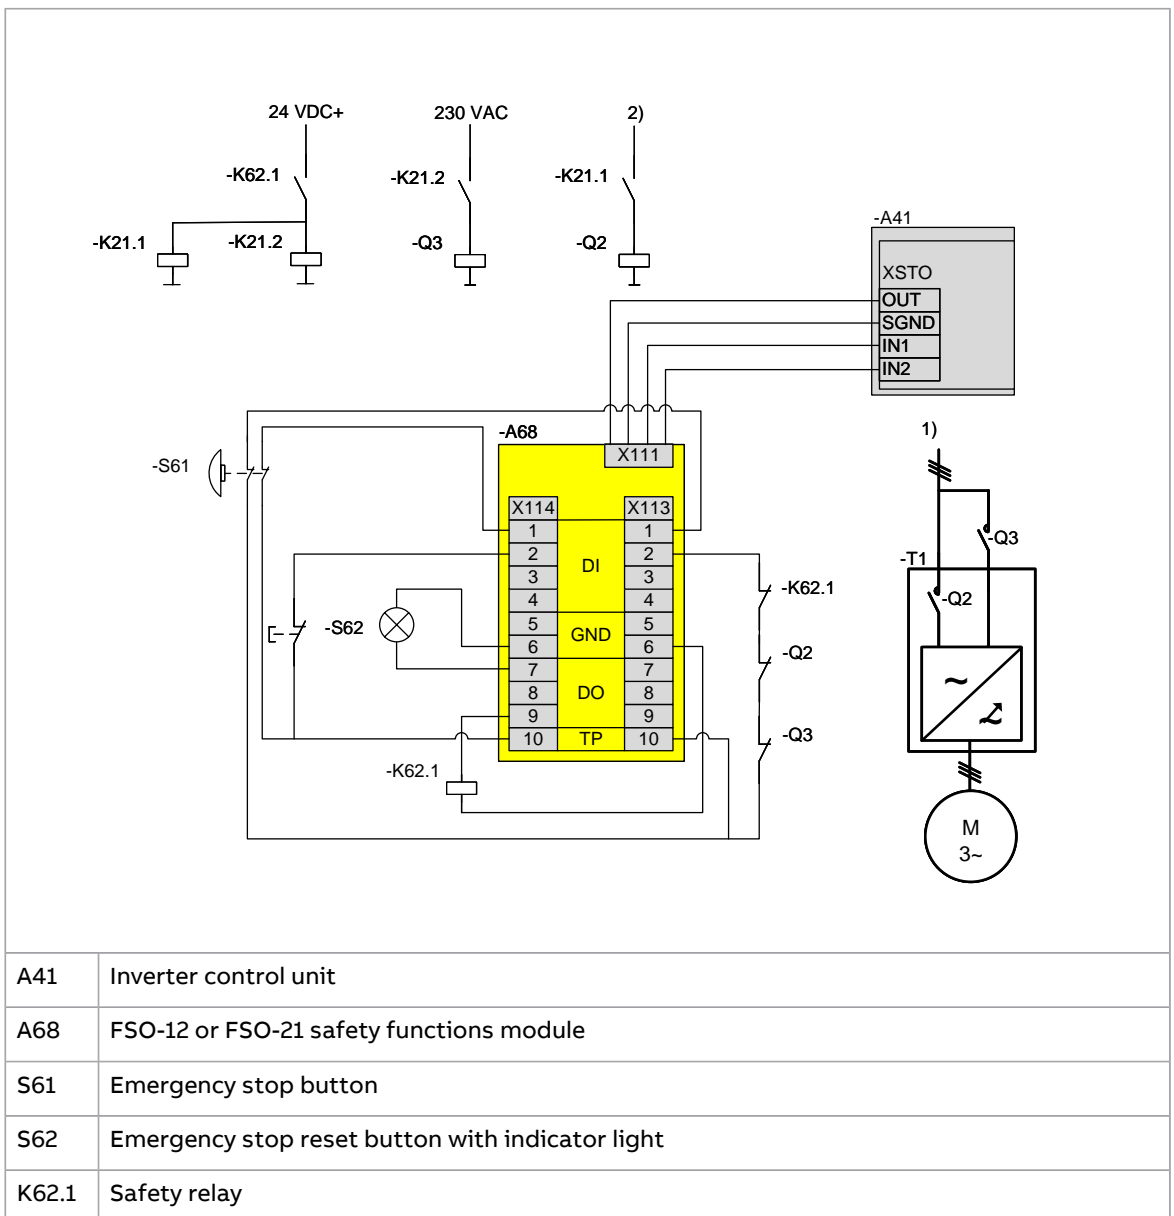 24 VDC+ 230 VAC 2)
-K62.1 -K21.2 -K21.1
-K21.1 -K21.2 -Q3 -Q2
-A41
XSTO
OUT
SGND
IN1
IN2
-A68
1)
X111
-S61
X114 X113
1 1
2 DI 2
3 3
4 4
5 GND 5
6 6
7 7
8 DO 8
9 9
10 TP 10
-S62
-K62.1
-K62.1
-Q2
-Q3
-Q3
-T1
-Q2
~
M
3~
A41 Inverter control unit
A68 FSO-12 or FSO-21 safety functions module
S61 Emergency stop button
S62 Emergency stop reset button with indicator light
K62.1 Safety relay